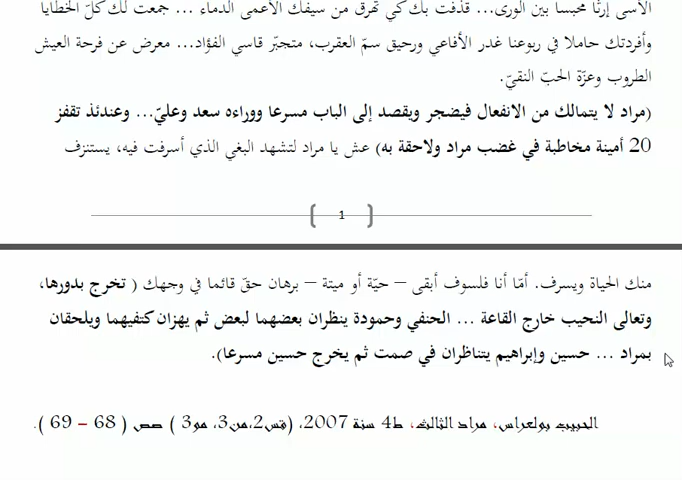 الأسى إرثا محبسا بين الورى... قذفت بك كي تمرق من سيفك الأعمى الدماء ... جمعت لك كلّ الخطايا
وأفردتك حاملا في ربوعنا غدر الأفاعي ورحيق سمّ العقرب، متجبّر قاسي الفؤاد... معرض عن فرحة العيش
الطروب وعزّة الحبّ النقيّ.
(مراد لا يتمالك من الانفعال فيضجر ويقصد إلى الباب مسرعا ووراءه سعد وعليّ... وعندئذ تقفز
20 أمينة مخاطبة في غضب مراد ولاحقة به) عش يا مراد لتشهد البغي الذي أسرفت فيه، يستنزف
1
منك الحياة ويسرف. أمّا أنا فلسوف أبقى – حيّة أو ميتة – برهان حقّ قائما في وجهك ( تخرج بدورها،
وتعالى النحيب خارج القاعة ... الحنفي وحمودة ينظران بعضهما لبعض ثم يهزان كتفيهما ويلحقان
بمراد ... حسين وإبراهيم يتناظران في صمت ثم يخرج حسين مسرعا).
الحبيب بولعراس، مراد الثالث، ط4 سنة 2007، (قس2،من3، مو3 ) صص ( 68 – 69 ).